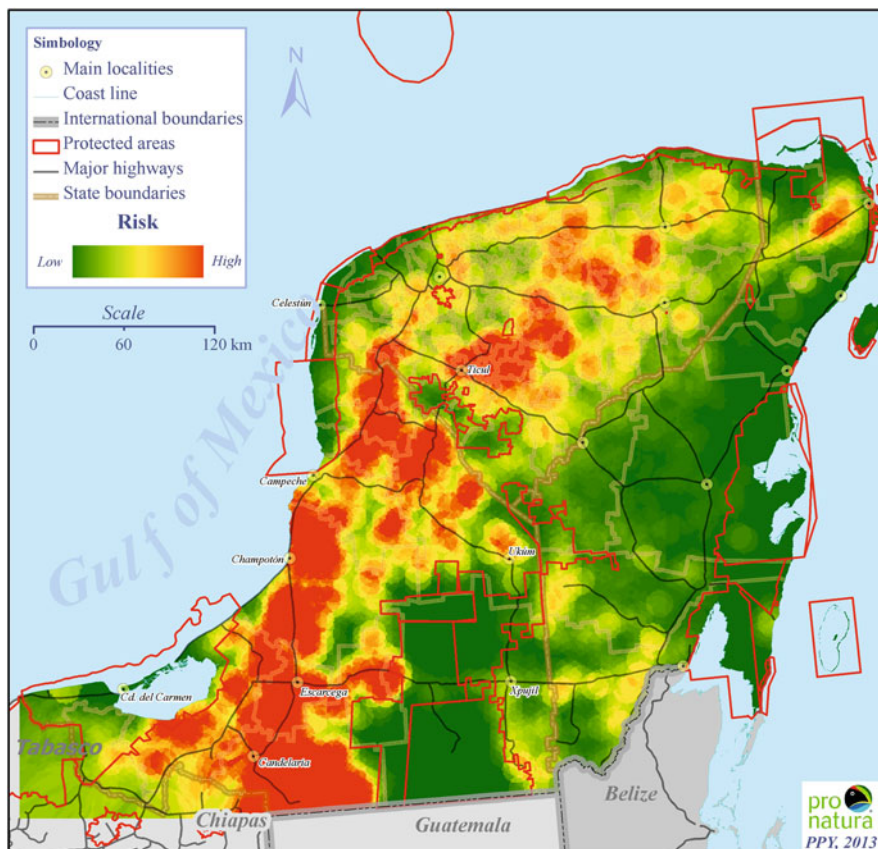 Simbology
Main localities
Coast line
International boundaries
Protected areas
Major highways
State boundaries
Risk
Low
High
Scale
0
60
120 km
N
Gulf of Mexico
Celestún
Ticul
Campeche
Champotón
Ukúm
Cd. del Carmen
Escárcega
Xpujil
Candelaria
Tabasco
Chiapas
Guatemala
Belize
pro
natura
PPY, 2013